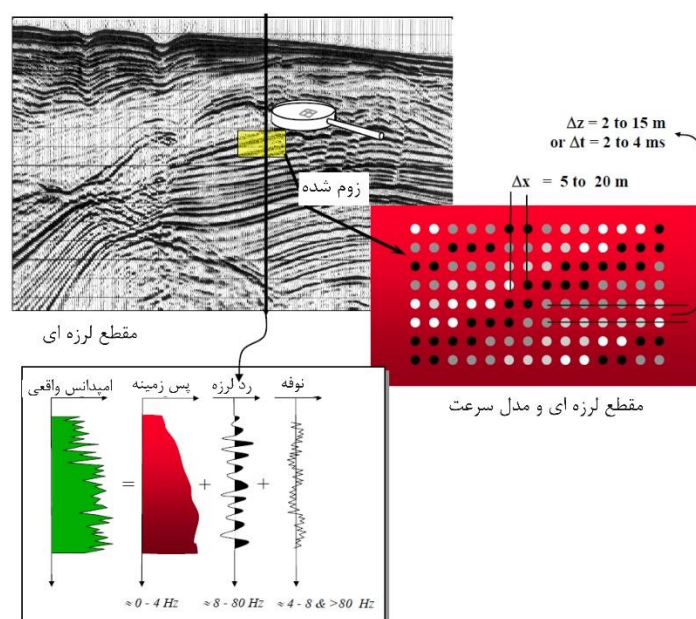 Δz = 2 to 15 m
or Δt = 2 to 4 ms
Δx = 5 to 20 m
زوم شده
مقطع لرزه ای
مقطع لرزه ای و مدل سرعت
امپدانس واقعی
پس زمینه
رد لرزه
نوفه
= + +
≈ 0 - 4 Hz
≈ 8 - 80 Hz
≈ 4 - 8 & >80 Hz